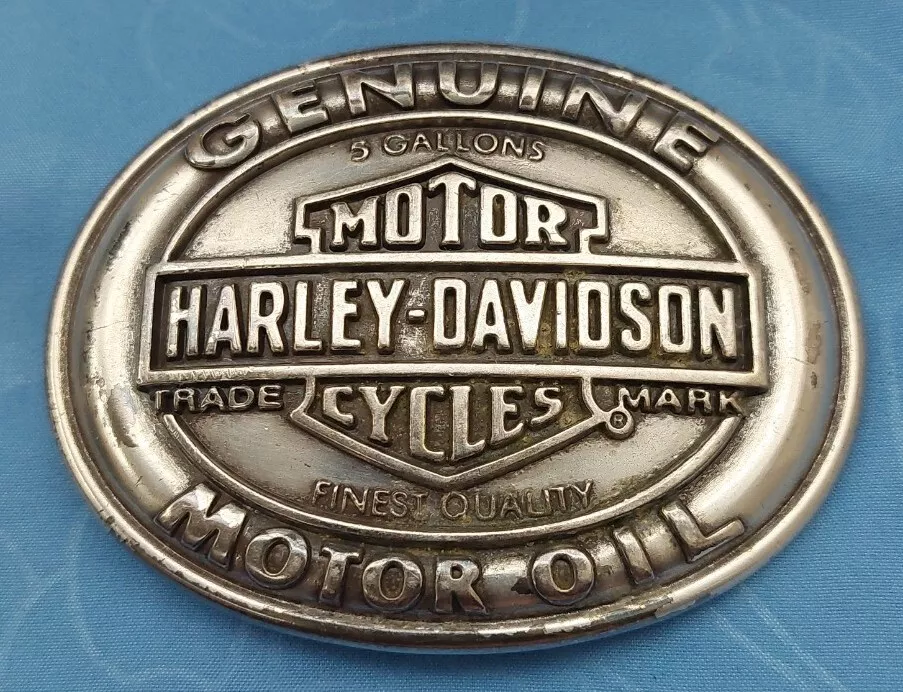 GENUINE
5 GALLONS
MOTOR
HARLEY-DAVIDSON
TRADE CYCLES ® MARK
FINEST QUALITY
MOTOR OIL